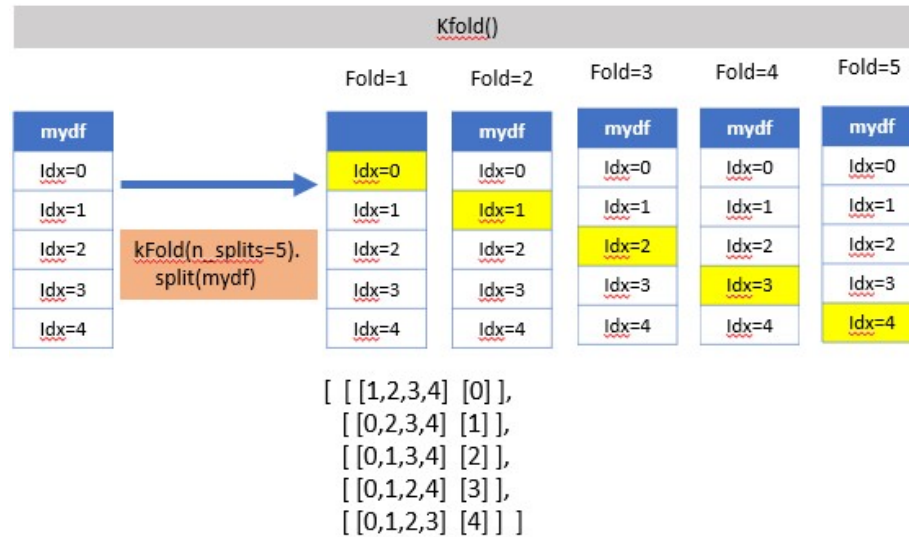 Kfold()
Fold=1 Fold=2 Fold=3 Fold=4 Fold=5
mydf mydf mydf mydf mydf
Idx=0 Idx=0 Idx=0 Idx=0 Idx=0 Idx=0
Idx=1 Idx=1 Idx=1 Idx=1 Idx=1 Idx=1
Idx=2 Idx=2 Idx=2 Idx=2 Idx=2 Idx=2
Idx=3 Idx=3 Idx=3 Idx=3 Idx=3 Idx=3
Idx=4 Idx=4 Idx=4 Idx=4 Idx=4 Idx=4
kFold(n_splits=5).
split(mydf)
[ [ [1,2,3,4] [0] ],
[ [0,2,3,4] [1] ],
[ [0,1,3,4] [2] ],
[ [0,1,2,4] [3] ],
[ [0,1,2,3] [4] ] ]